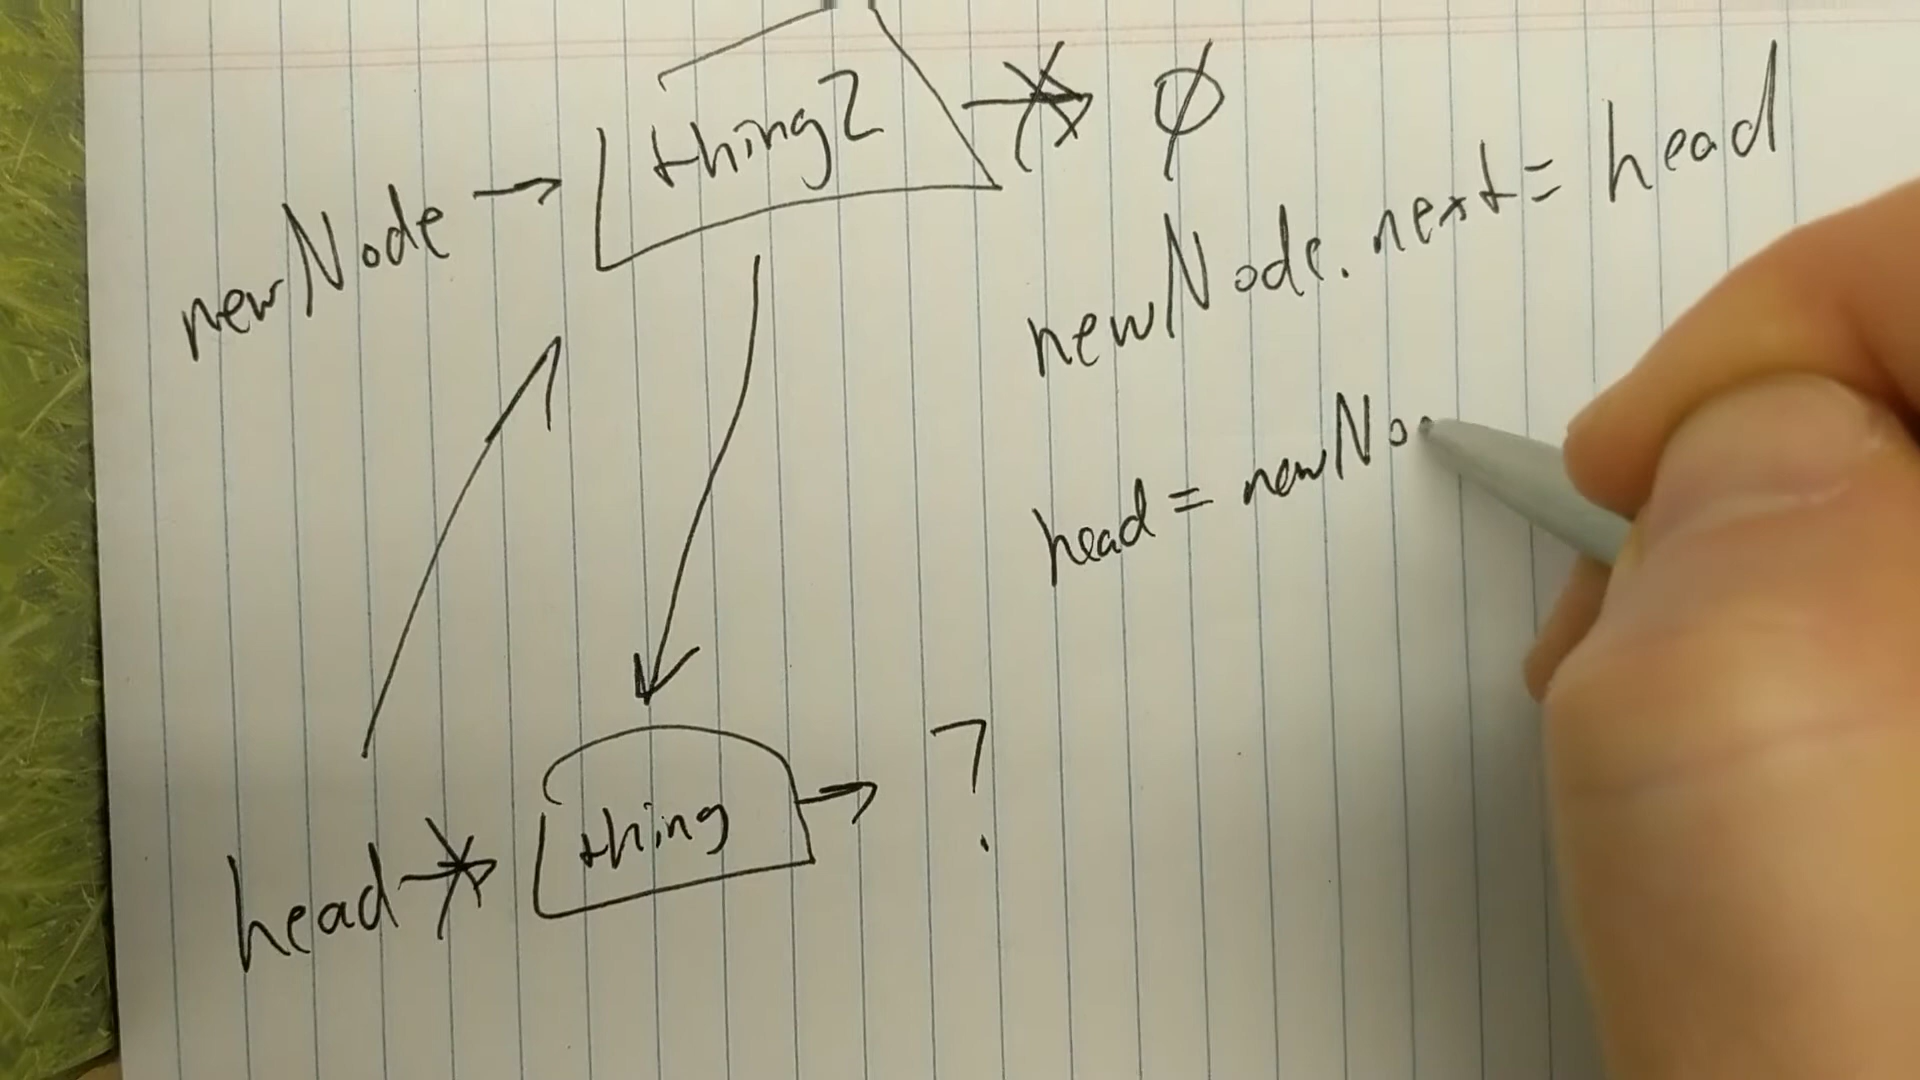 thing2 ∅
newNode →
newNode.next = head
head = newNo
thing → ?
head